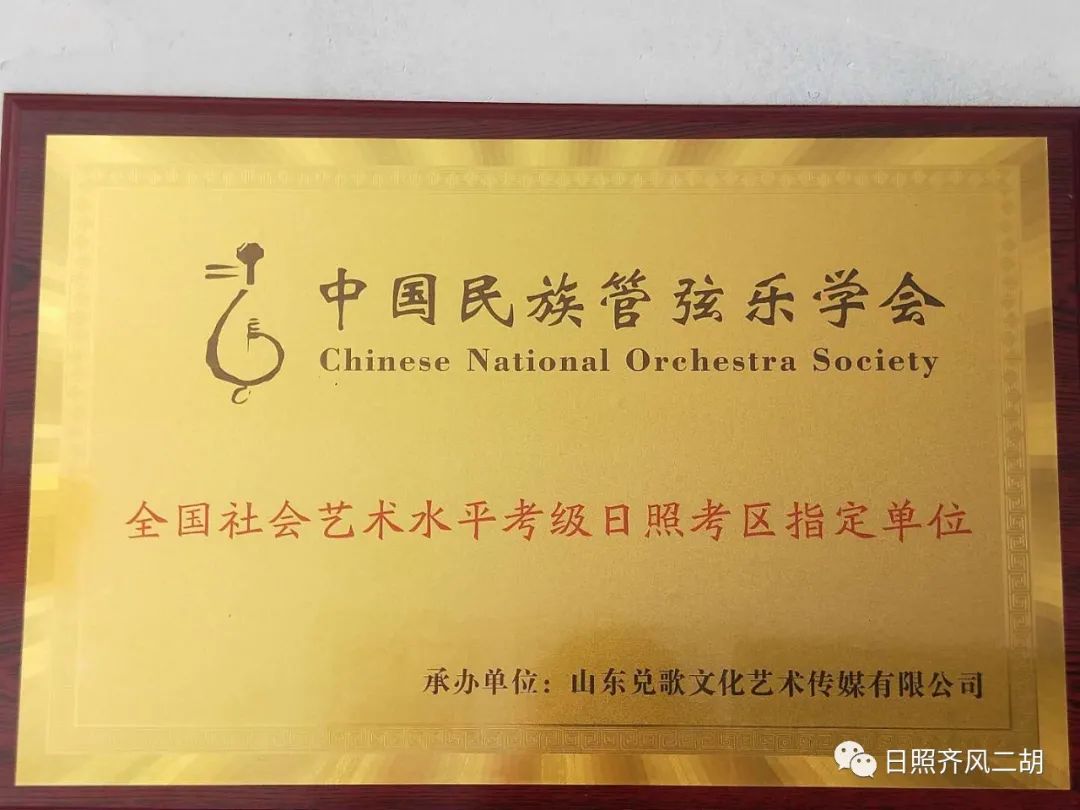 中国民族管弦乐学会
Chinese National Orchestra Society
全国社会艺术水平考级日照考区指定单位
承办单位：山东兑歌文化艺术传媒有限公司
日照齐风二胡